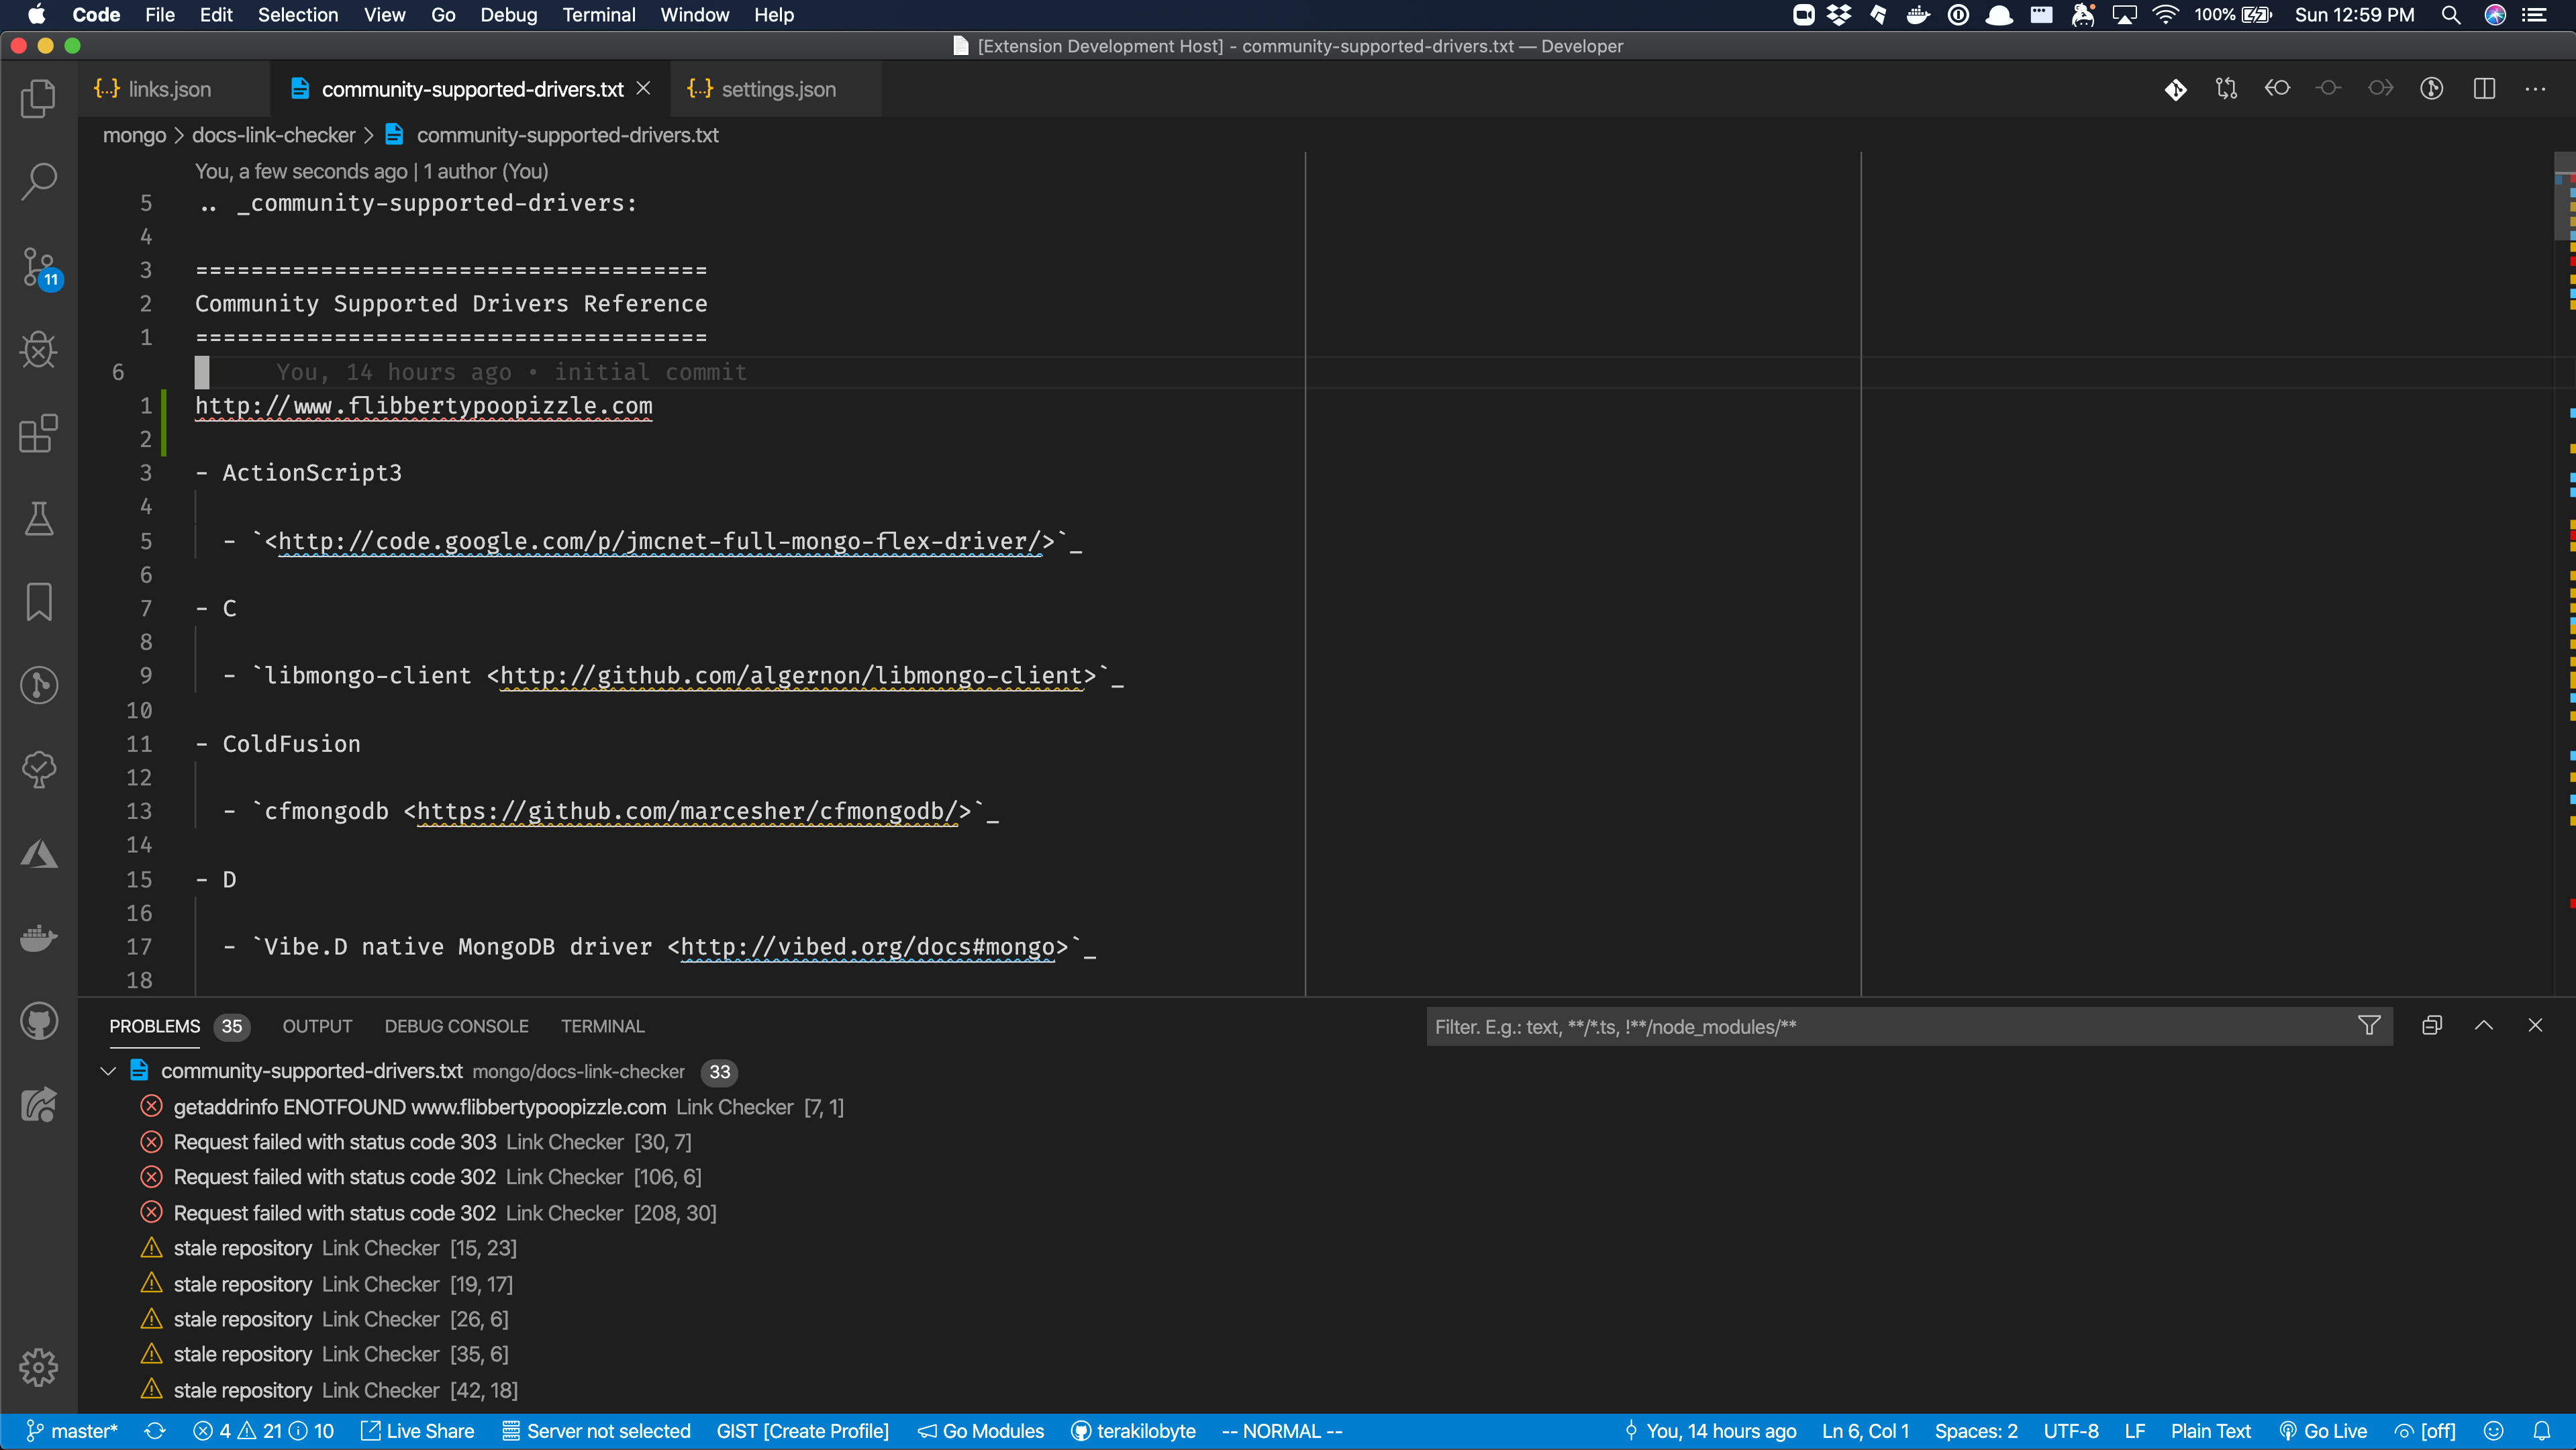 Code File Edit Selection View Go Debug Terminal Window Help 100% Sun 12:59 PM
[Extension Development Host] - community-supported-drivers.txt — Developer
{..} links.json community-supported-drivers.txt {..} settings.json
mongo > docs-link-checker > community-supported-drivers.txt
You, a few seconds ago | 1 author (You)
5 .. _community-supported-drivers:
4
3 =====================================
2 Community Supported Drivers Reference
1 =====================================
6 You, 14 hours ago • initial commit
1 http://www.flibbertypoopizzle.com
2
3 - ActionScript3
4
5 - `<http://code.google.com/p/jmcnet-full-mongo-flex-driver/>`_
6
7 - C
8
9 - `libmongo-client <http://github.com/algernon/libmongo-client>`_
10
11 - ColdFusion
12
13 - `cfmongodb <https://github.com/marcesher/cfmongodb/>`_
14
15 - D
16
17 - `Vibe.D native MongoDB driver <http://vibed.org/docs#mongo>`_
18
11
PROBLEMS 35 OUTPUT DEBUG CONSOLE TERMINAL Filter. E.g.: text, **/*.ts, !**/node_modules/**
community-supported-drivers.txt mongo/docs-link-checker 33
getaddrinfo ENOTFOUND www.flibbertypoopizzle.com Link Checker [7, 1]
Request failed with status code 303 Link Checker [30, 7]
Request failed with status code 302 Link Checker [106, 6]
Request failed with status code 302 Link Checker [208, 30]
stale repository Link Checker [15, 23]
stale repository Link Checker [19, 17]
stale repository Link Checker [26, 6]
stale repository Link Checker [35, 6]
stale repository Link Checker [42, 18]
master* 4 21 10 Live Share Server not selected GIST [Create Profile] Go Modules terakilobyte -- NORMAL -- You, 14 hours ago Ln 6, Col 1 Spaces: 2 UTF-8 LF Plain Text Go Live [off]